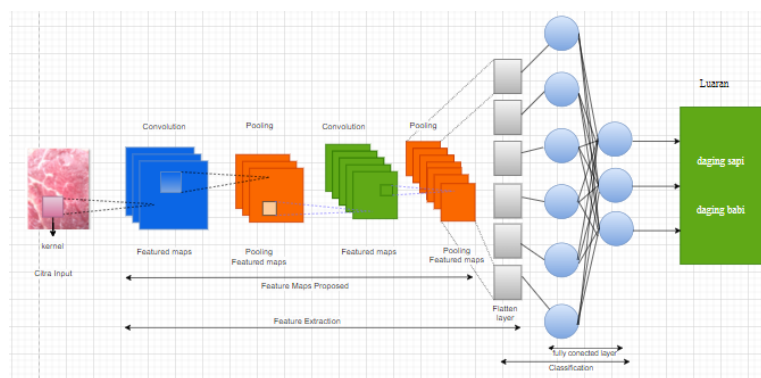 Luaran
Convolution
Pooling
Convolution
Pooling
daging sapi
daging babi
kernel
Citra Input
Featured maps
Pooling
Featured maps
Featured maps
Pooling
Featured maps
Feature Maps Proposed
Flatten
layer
Feature Extraction
fully conected layer
Classification